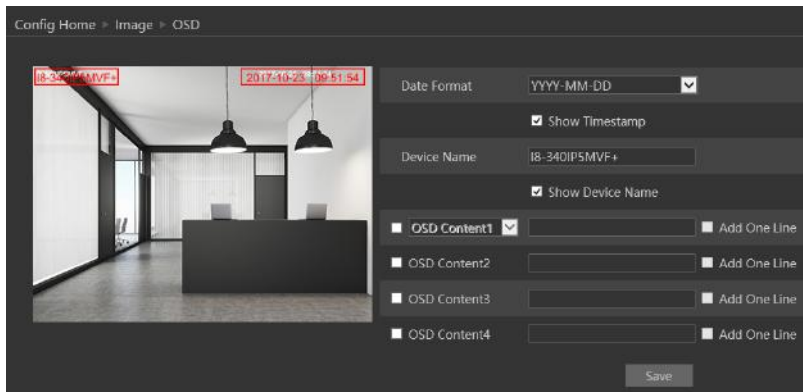 Config Home ▸ Image ▸ OSD
I8-340IP5MVF+ 2017-10-23 09:51:54
Date Format YYYY-MM-DD
Show Timestamp
Device Name I8-340IP5MVF+
Show Device Name
OSD Content1 Add One Line
OSD Content2 Add One Line
OSD Content3 Add One Line
OSD Content4 Add One Line
Save